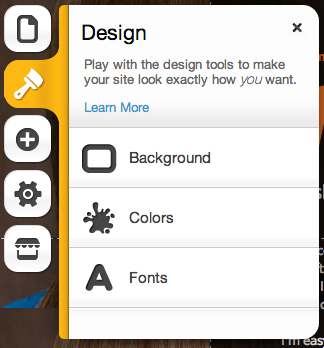 Design
Play with the design tools to make
your site look exactly how you want.
Learn More
Background
Colors
Fonts
I'm eas